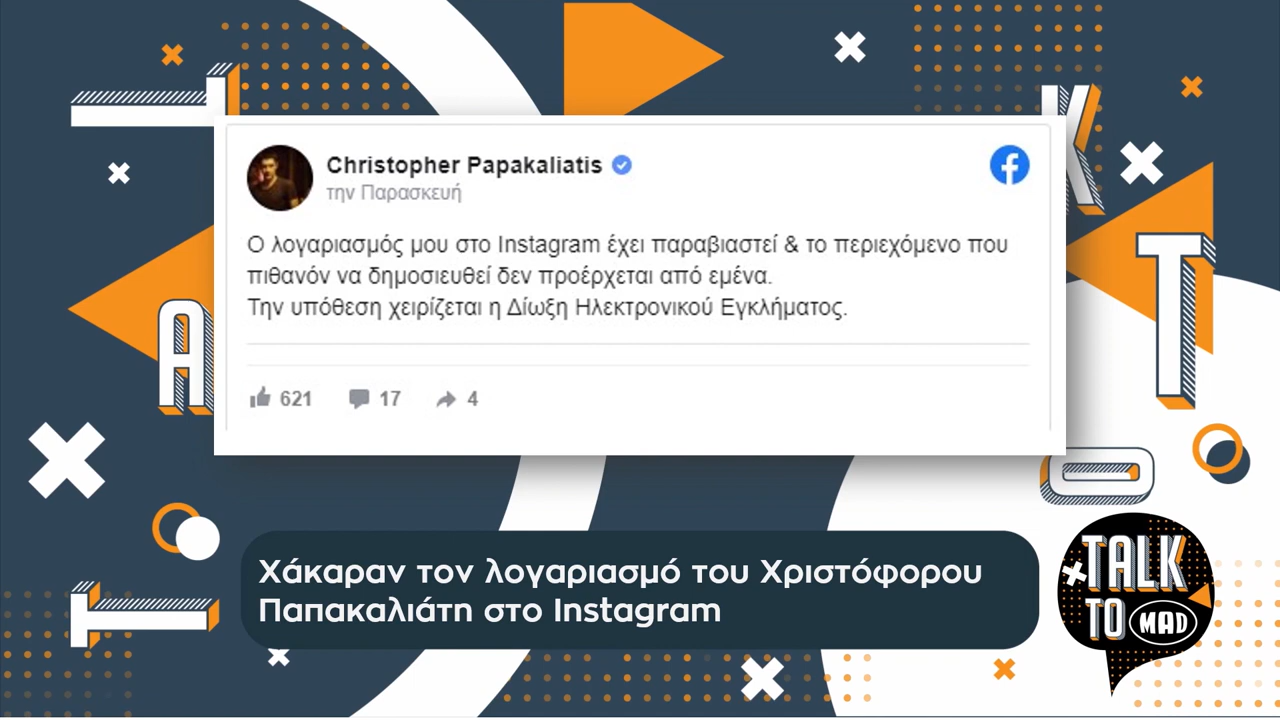 Christopher Papakaliatis
την Παρασκευή
Ο λογαριασμός μου στο Instagram έχει παραβιαστεί & το περιεχόμενο που
πιθανόν να δημοσιευθεί δεν προέρχεται από εμένα.
Την υπόθεση χειρίζεται η Δίωξη Ηλεκτρονικού Εγκλήματος.
621 17 4
Χάκαραν τον λογαριασμό του Χριστόφορου
Παπακαλιάτη στο Instagram
TALK
TO MAD
K
T
A
O
T